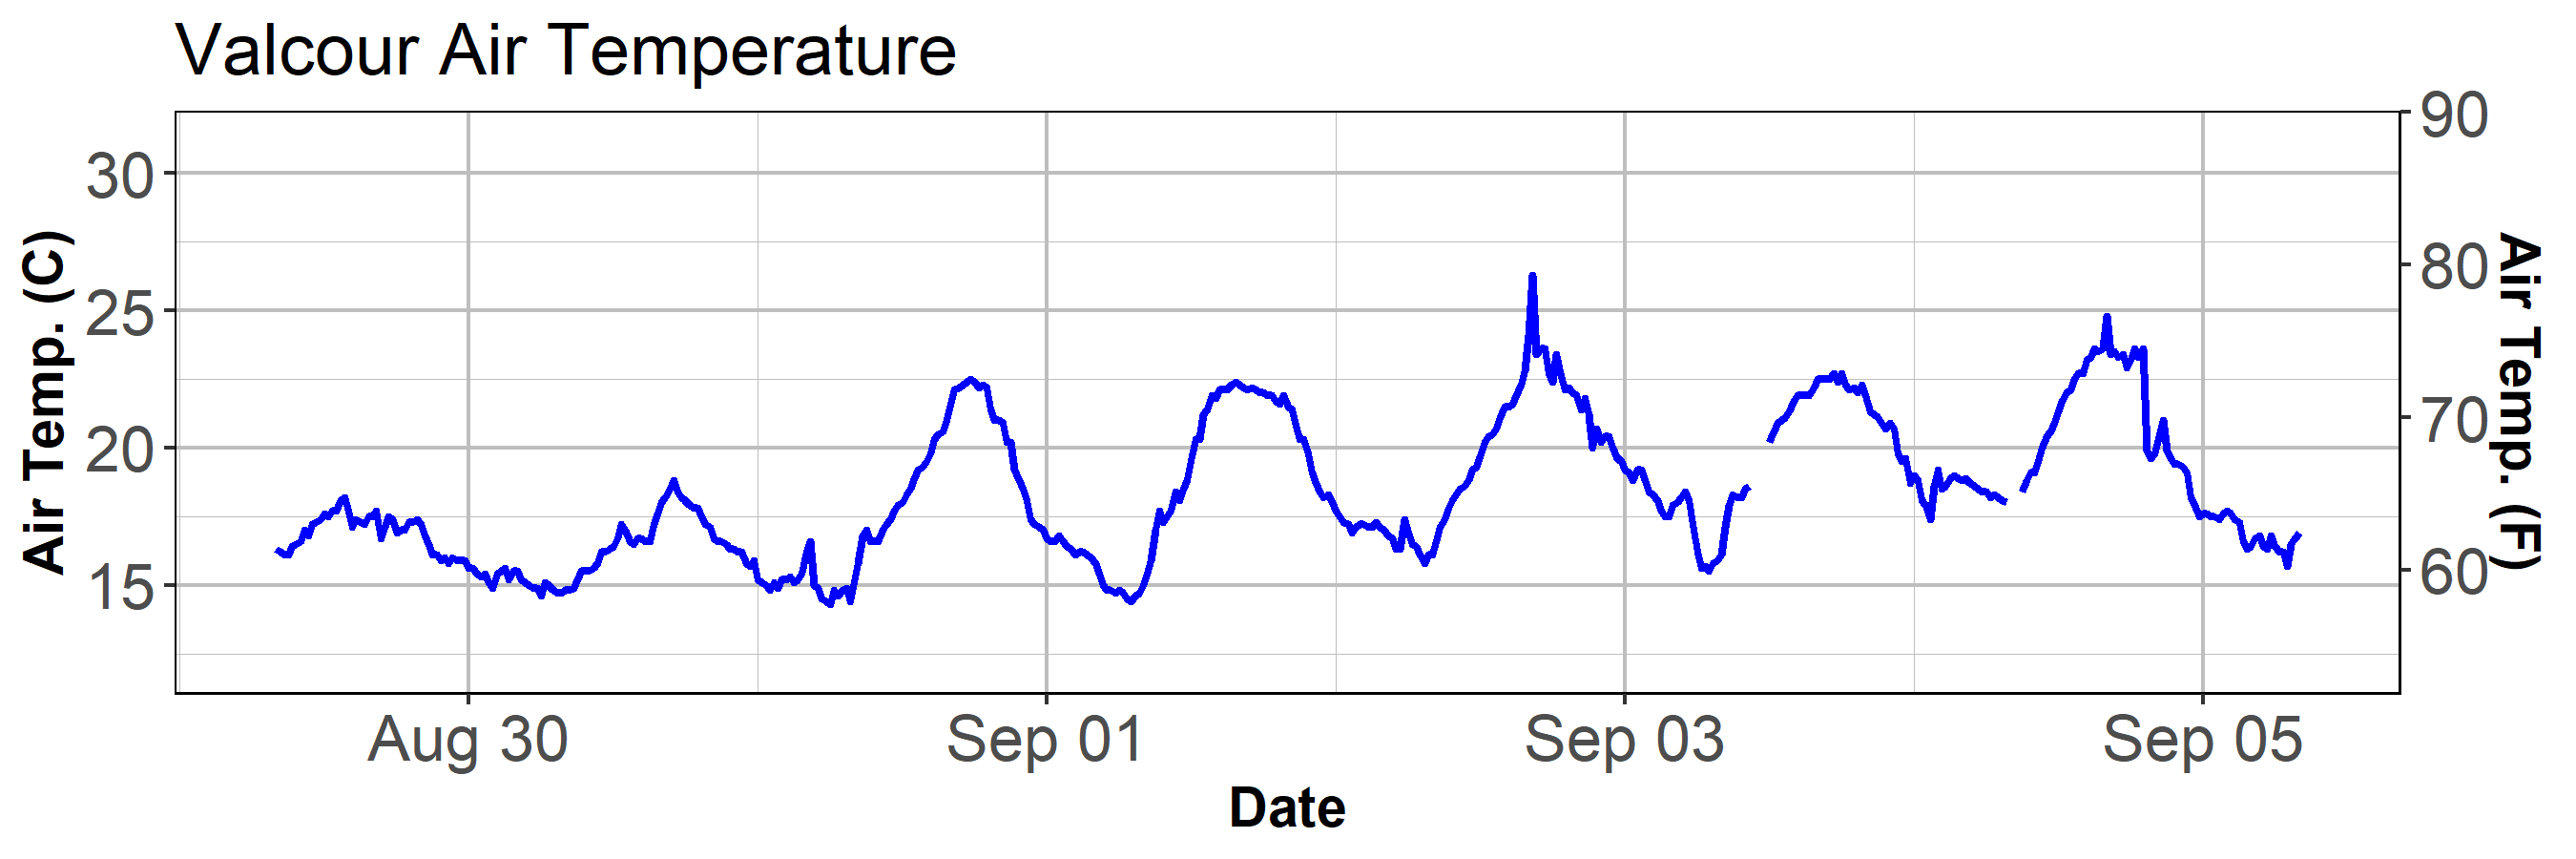 Valcour Air Temperature
Air Temp. (C)
30
25
20
15
90
80
70
60
Air Temp. (F)
Aug 30
Sep 01
Sep 03
Sep 05
Date